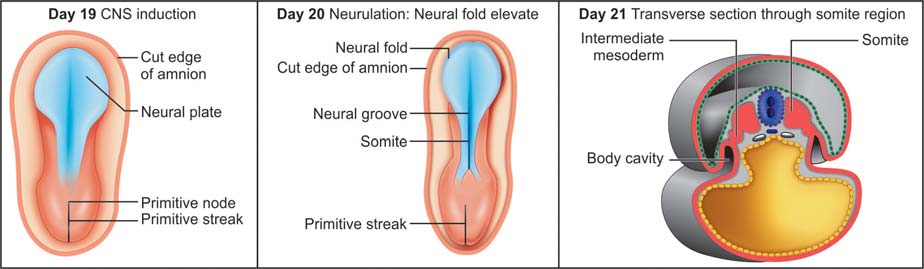 Day 19 CNS induction
Cut edge
of amnion
Neural plate
Primitive node
Primitive streak
Day 20 Neurulation: Neural fold elevate
Neural fold
Cut edge of amnion
Neural groove
Somite
Primitive streak
Day 21 Transverse section through somite region
Intermediate
mesoderm
Somite
Body cavity